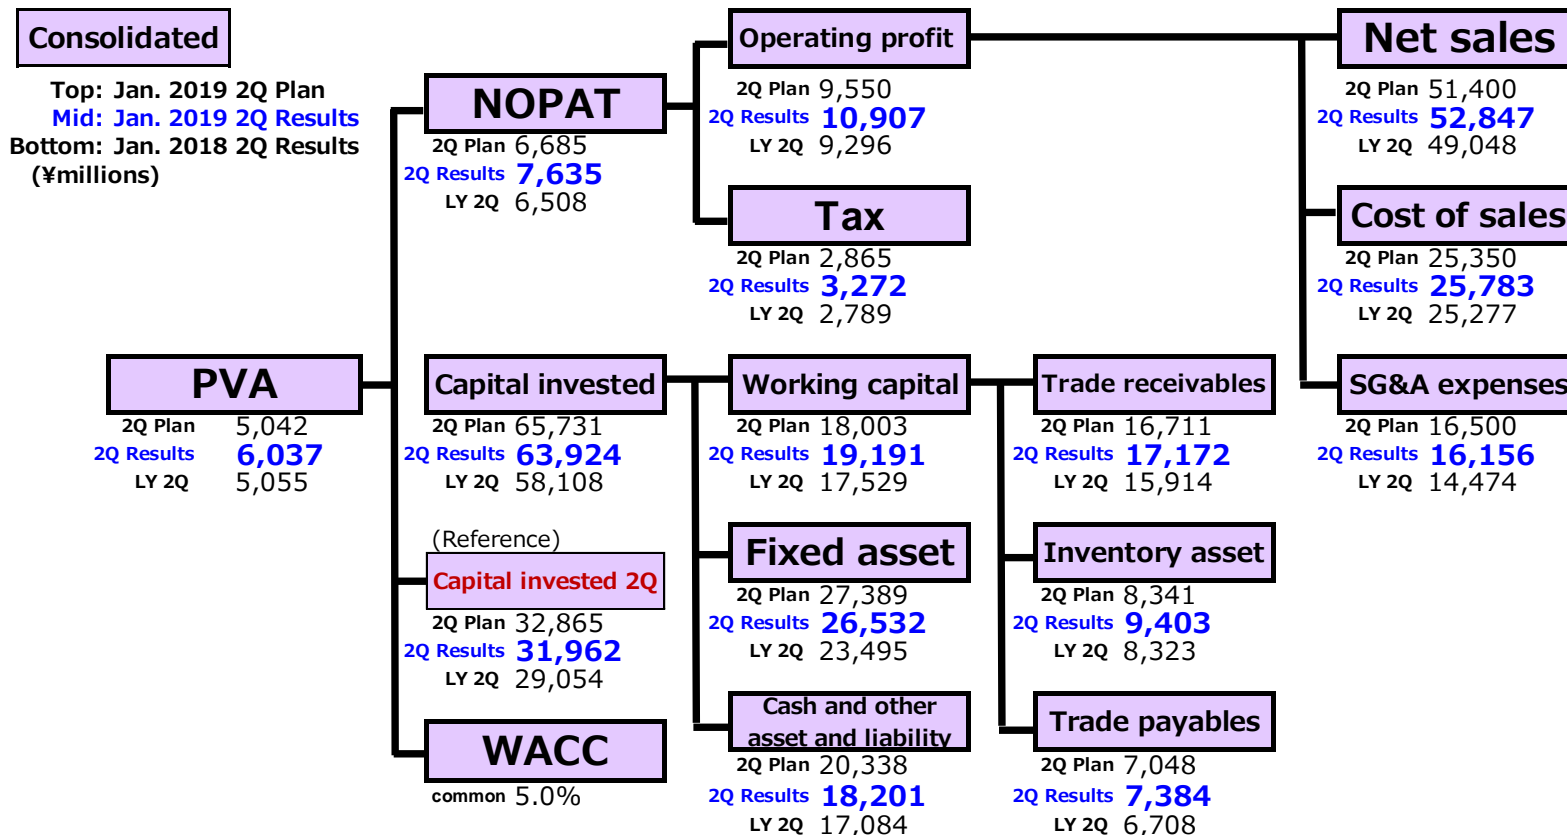 Consolidated
Top: Jan. 2019 2Q Plan
Mid: Jan. 2019 2Q Results
Bottom: Jan. 2018 2Q Results
(¥millions)
PVA
2Q Plan 5,042
2Q Results 6,037
LY 2Q 5,055
NOPAT
2Q Plan 6,685
2Q Results 7,635
LY 2Q 6,508
Capital invested
2Q Plan 65,731
2Q Results 63,924
LY 2Q 58,108
(Reference)
Capital invested 2Q
2Q Plan 32,865
2Q Results 31,962
LY 2Q 29,054
WACC
common 5.0%
Operating profit
2Q Plan 9,550
2Q Results 10,907
LY 2Q 9,296
Tax
2Q Plan 2,865
2Q Results 3,272
LY 2Q 2,789
Working capital
2Q Plan 18,003
2Q Results 19,191
LY 2Q 17,529
Fixed asset
2Q Plan 27,389
2Q Results 26,532
LY 2Q 23,495
Cash and other
asset and liability
2Q Plan 20,338
2Q Results 18,201
LY 2Q 17,084
Trade receivables
2Q Plan 16,711
2Q Results 17,172
LY 2Q 15,914
Inventory asset
2Q Plan 8,341
2Q Results 9,403
LY 2Q 8,323
Trade payables
2Q Plan 7,048
2Q Results 7,384
LY 2Q 6,708
Net sales
2Q Plan 51,400
2Q Results 52,847
LY 2Q 49,048
Cost of sales
2Q Plan 25,350
2Q Results 25,783
LY 2Q 25,277
SG&A expenses
2Q Plan 16,500
2Q Results 16,156
LY 2Q 14,474